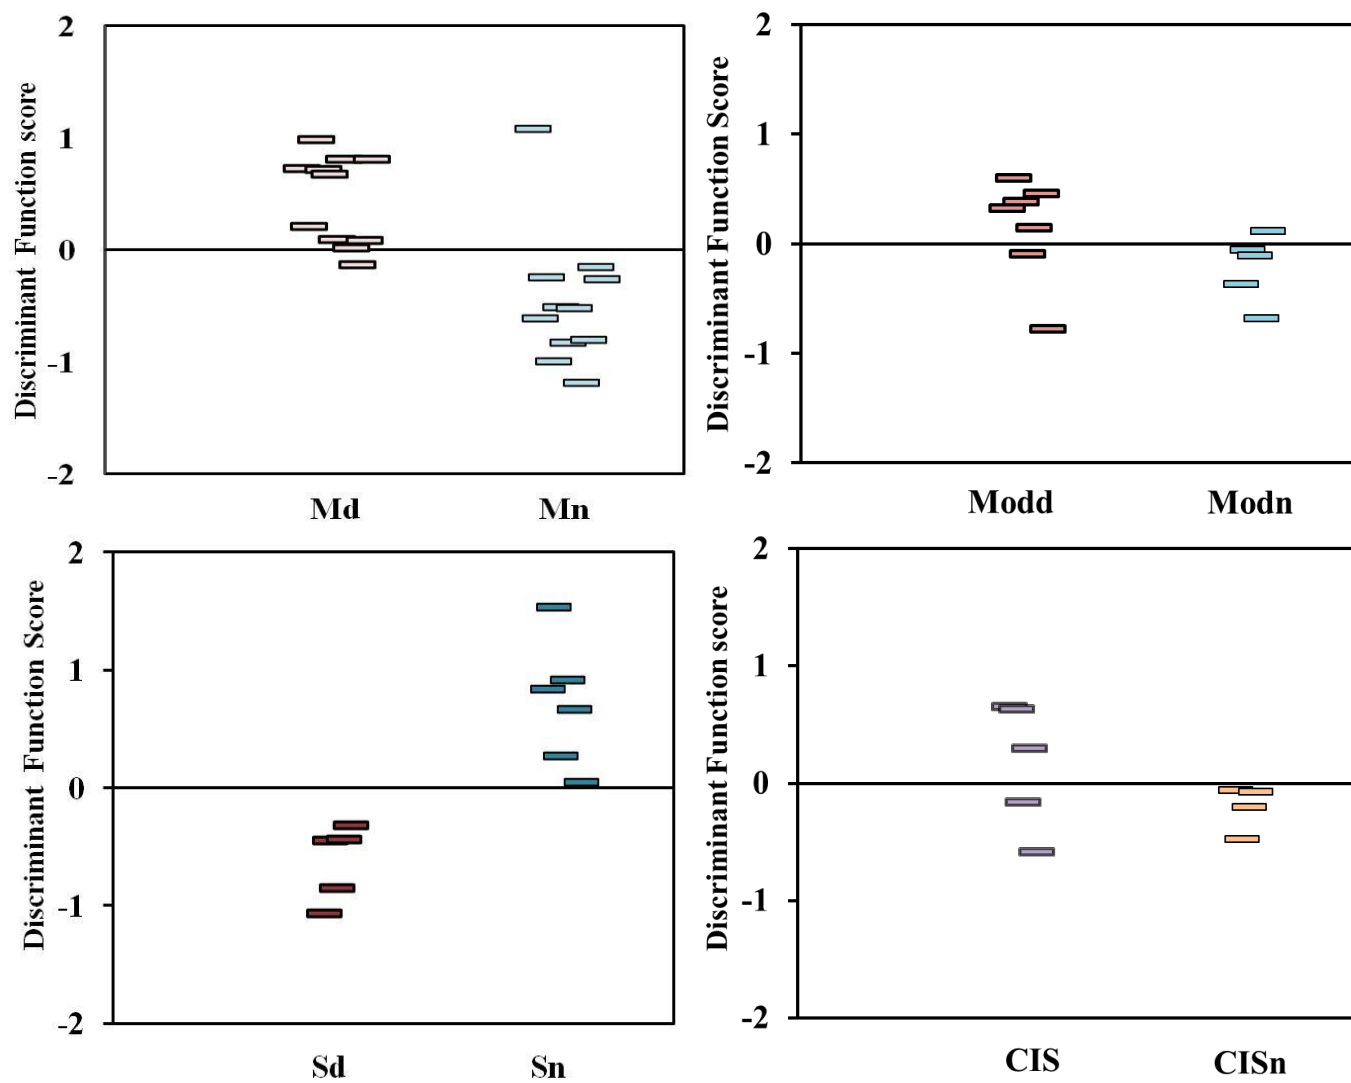 Discriminant Function score
2
1
0
-1
-2
Md Mn
Discriminant Function Score
2
1
0
-1
-2
Modd Modn
Discriminant Function Score
2
1
0
-1
-2
Sd Sn
Discriminant Function score
2
1
0
-1
-2
CIS CISn